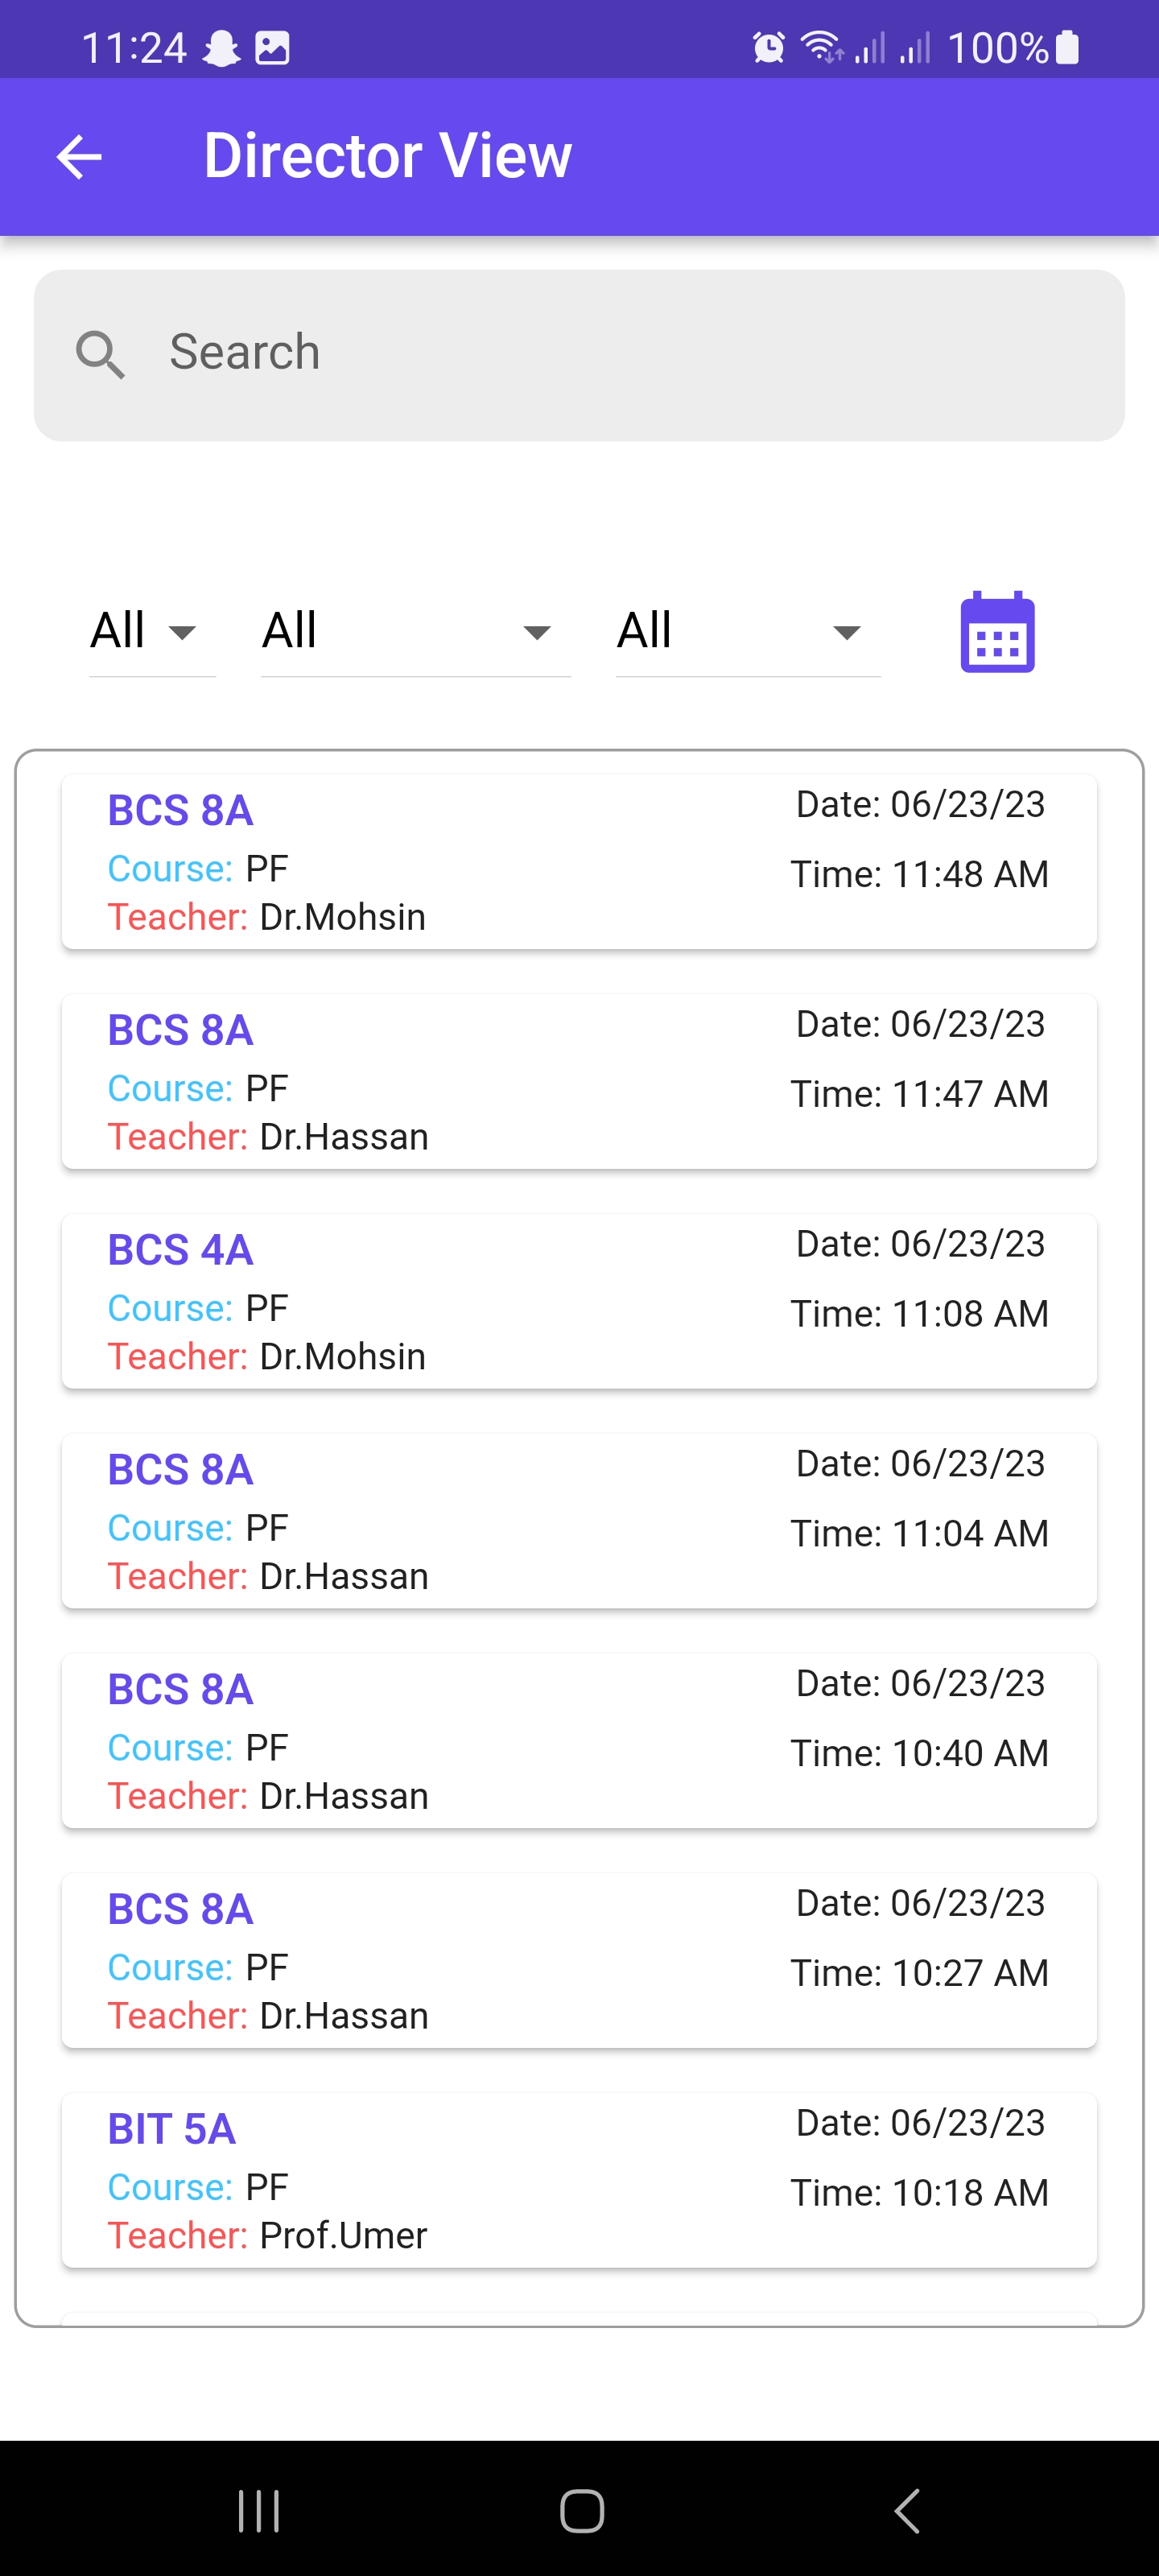 11:24 100%
Director View
Search
All All All
BCS 8A Date: 06/23/23
Course: PF Time: 11:48 AM
Teacher: Dr.Mohsin
BCS 8A Date: 06/23/23
Course: PF Time: 11:47 AM
Teacher: Dr.Hassan
BCS 4A Date: 06/23/23
Course: PF Time: 11:08 AM
Teacher: Dr.Mohsin
BCS 8A Date: 06/23/23
Course: PF Time: 11:04 AM
Teacher: Dr.Hassan
BCS 8A Date: 06/23/23
Course: PF Time: 10:40 AM
Teacher: Dr.Hassan
BCS 8A Date: 06/23/23
Course: PF Time: 10:27 AM
Teacher: Dr.Hassan
BIT 5A Date: 06/23/23
Course: PF Time: 10:18 AM
Teacher: Prof.Umer